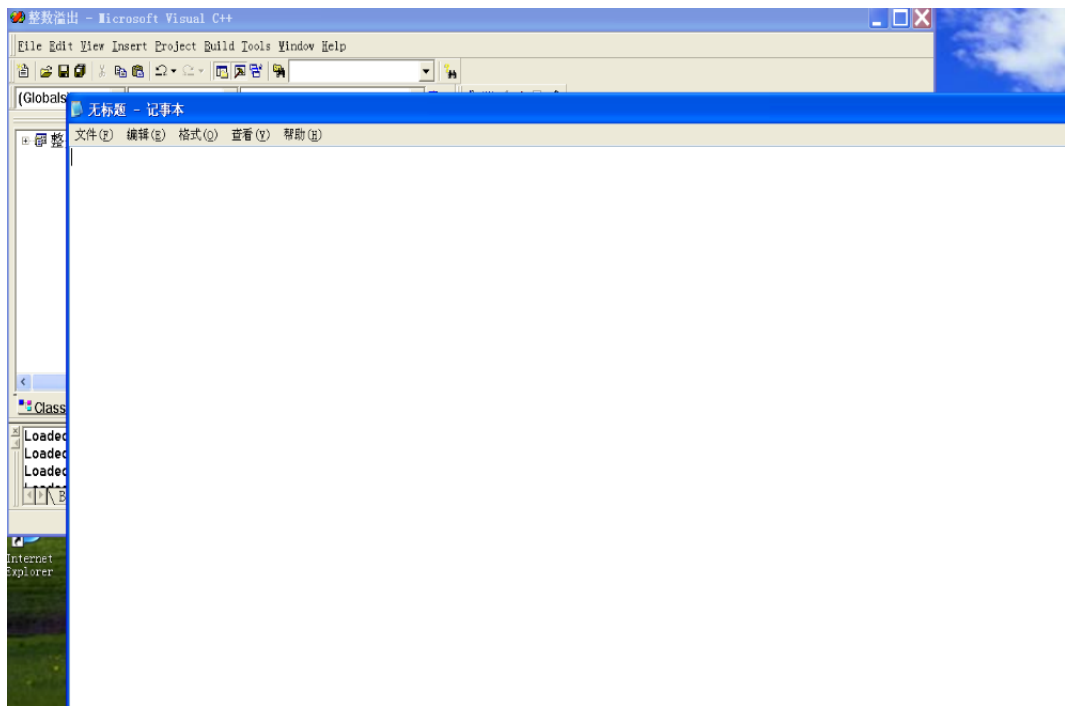 整数溢出 - Microsoft Visual C++
File Edit View Insert Project Build Tools Window Help
(Globals
无标题 - 记事本
文件(F) 编辑(E) 格式(O) 查看(V) 帮助(H)
整
Class
Loaded
Loaded
Loaded
B
Internet
Explorer